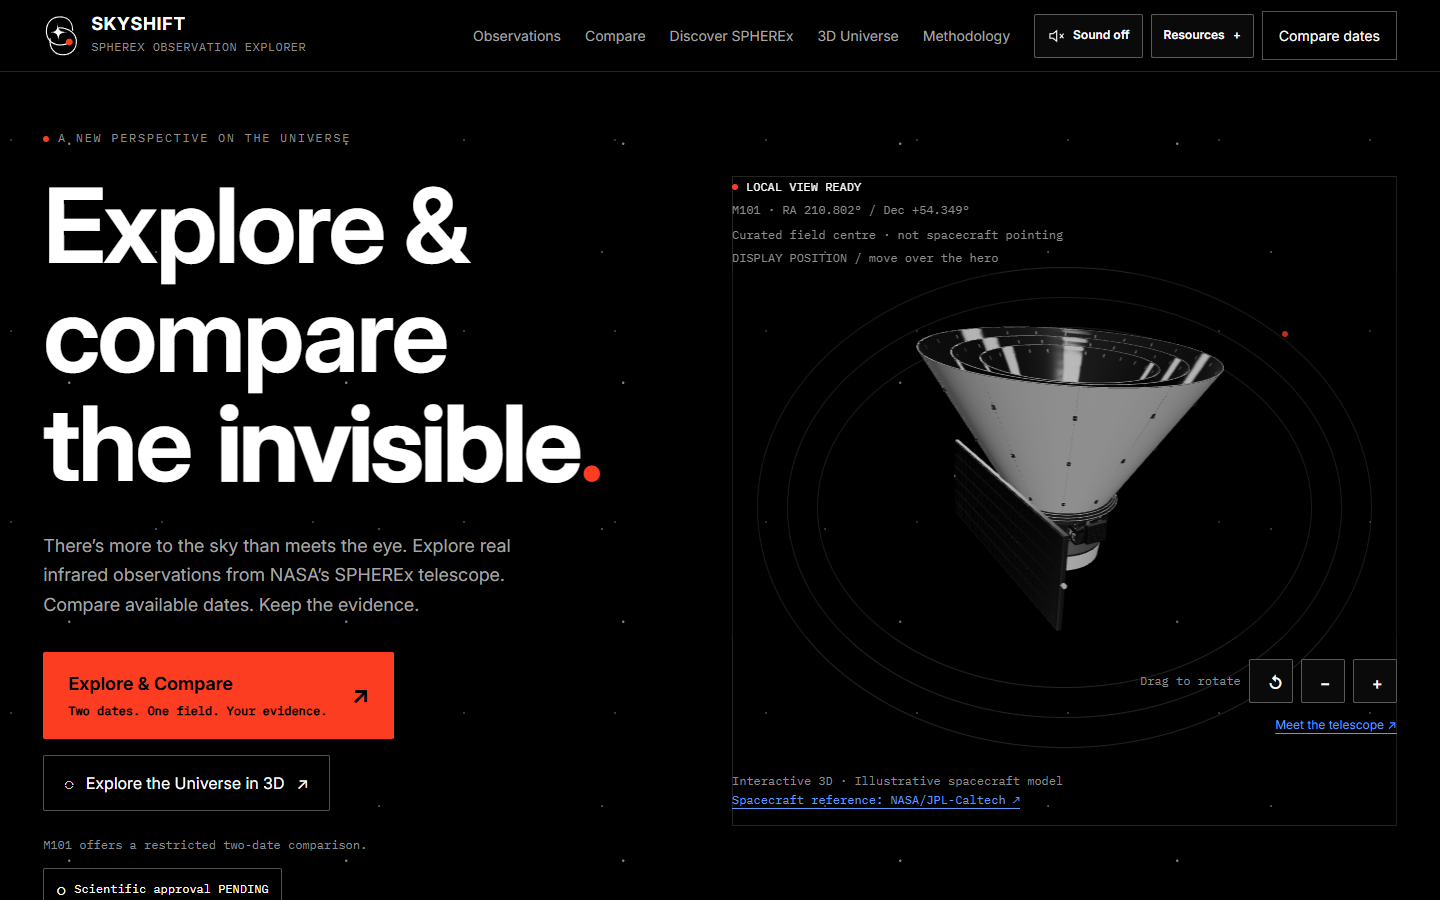 SKYSHIFT
SPHEREX OBSERVATION EXPLORER
Observations
Compare
Discover SPHEREx
3D Universe
Methodology
Sound off
Resources +
Compare dates
A NEW PERSPECTIVE ON THE UNIVERSE
Explore &
compare
the invisible.
There's more to the sky than meets the eye. Explore real
infrared observations from NASA's SPHEREx telescope.
Compare available dates. Keep the evidence.
Explore & Compare
Two dates. One field. Your evidence.
Explore the Universe in 3D ↗
M101 offers a restricted two-date comparison.
Scientific approval PENDING
LOCAL VIEW READY
M101 · RA 210.802° / Dec +54.349°
Curated field centre · not spacecraft pointing
DISPLAY POSITION / move over the hero
Drag to rotate
Meet the telescope ↗
Interactive 3D · Illustrative spacecraft model
Spacecraft reference: NASA/JPL-Caltech ↗